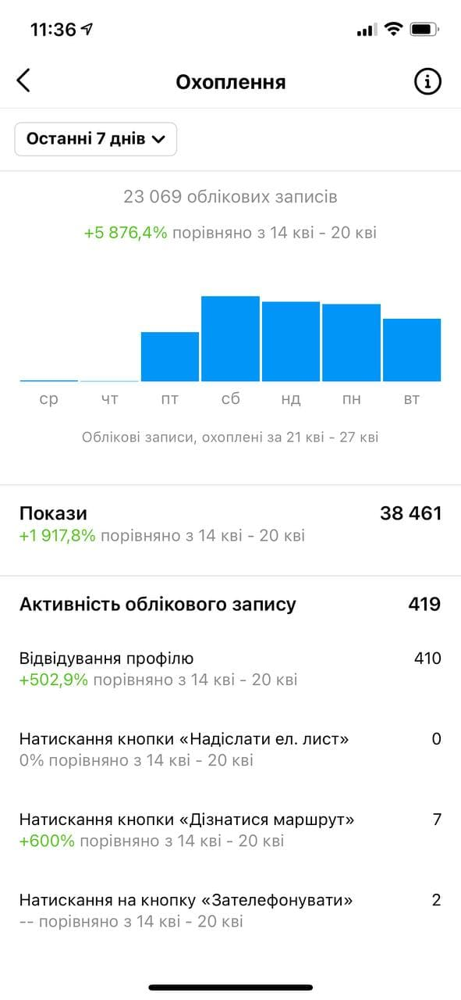 11:36
Охоплення
Останні 7 днів
23 069 облікових записів
+5 876,4% порівняно з 14 кві - 20 кві
ср чт пт сб нд пн вт
Облікові записи, охоплені за 21 кві - 27 кві
Покази 38 461
+1 917,8% порівняно з 14 кві - 20 кві
Активність облікового запису 419
Відвідування профілю 410
+502,9% порівняно з 14 кві - 20 кві
Натискання кнопки «Надіслати ел. лист» 0
0% порівняно з 14 кві - 20 кві
Натискання кнопки «Дізнатися маршрут» 7
+600% порівняно з 14 кві - 20 кві
Натискання на кнопку «Зателефонувати» 2
-- порівняно з 14 кві - 20 кві